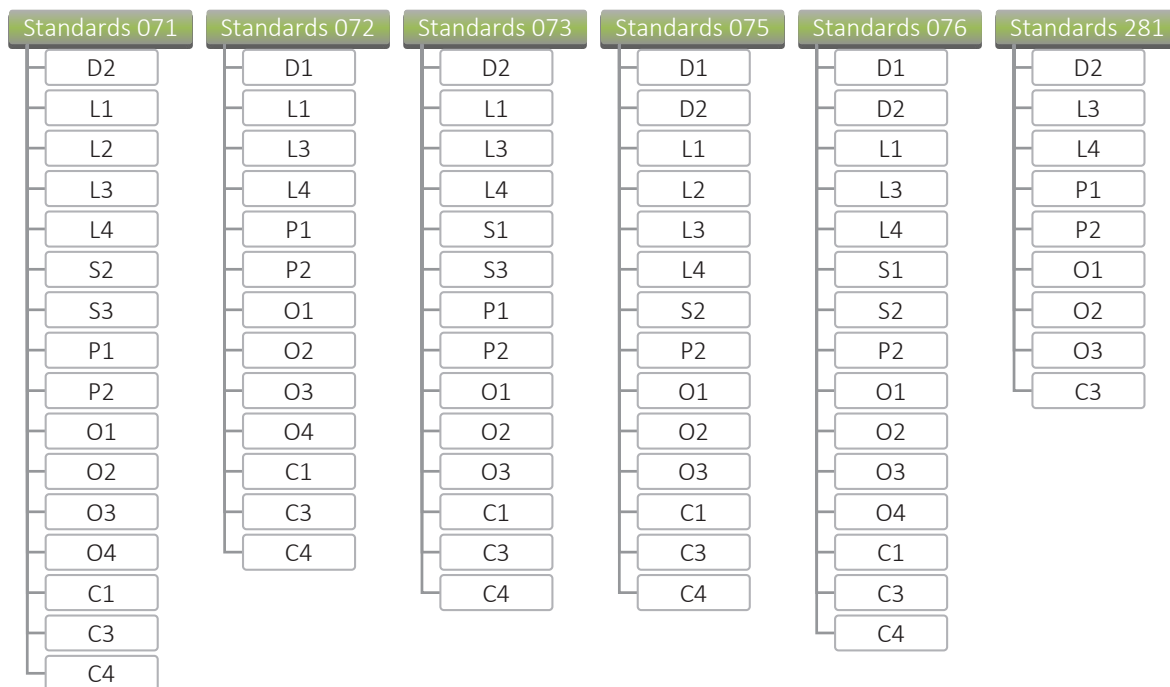 Standards 071
D2
L1
L2
L3
L4
S2
S3
P1
P2
O1
O2
O3
O4
C1
C3
C4
Standards 072
D1
L1
L3
L4
P1
P2
O1
O2
O3
O4
C1
C3
C4
Standards 073
D2
L1
L3
L4
S1
S3
P1
P2
O1
O2
O3
C1
C3
C4
Standards 075
D1
D2
L1
L2
L3
L4
S2
P2
O1
O2
O3
C1
C3
C4
Standards 076
D1
D2
L1
L3
L4
S1
S2
P2
O1
O2
O3
O4
C1
C3
C4
Standards 281
D2
L3
L4
P1
P2
O1
O2
O3
C3